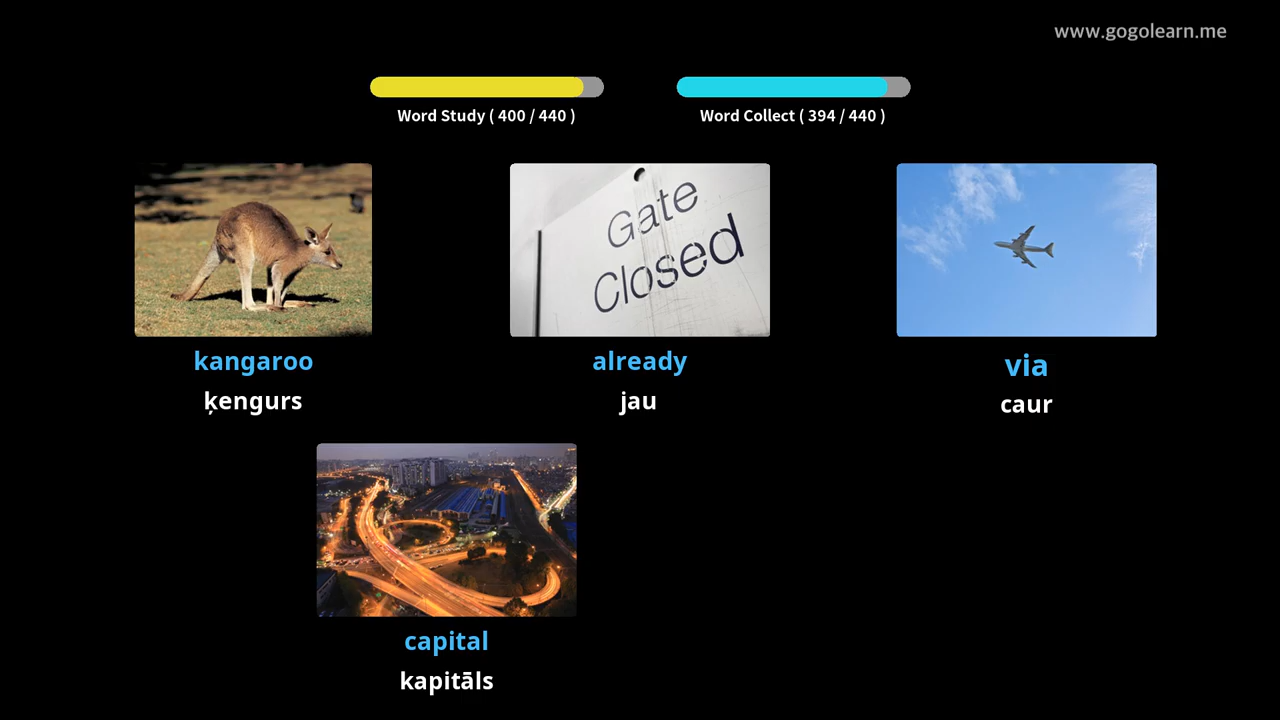 www.gogolearn.me
Word Study ( 400 / 440 )
Word Collect ( 394 / 440 )
Gate
Closed
kangaroo
ķengurs
already
jau
via
caur
capital
kapitāls